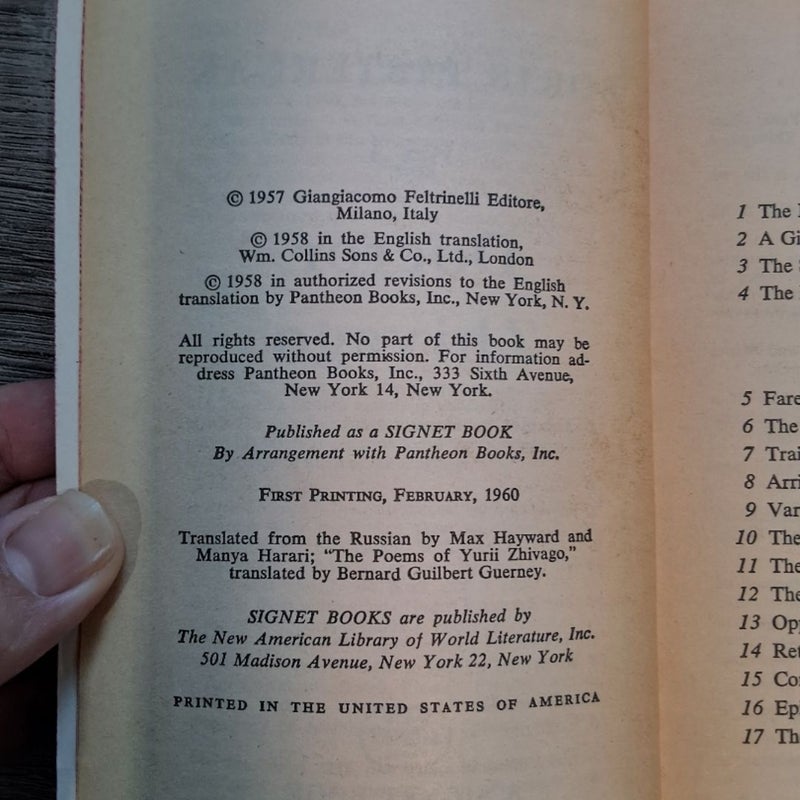 © 1957 Giangiacomo Feltrinelli Editore,
Milano, Italy
© 1958 in the English translation,
Wm. Collins Sons & Co., Ltd., London
© 1958 in authorized revisions to the English
translation by Pantheon Books, Inc., New York, N. Y.
All rights reserved. No part of this book may be
reproduced without permission. For information ad-
dress Pantheon Books, Inc., 333 Sixth Avenue,
New York 14, New York.
Published as a SIGNET BOOK
By Arrangement with Pantheon Books, Inc.
FIRST PRINTING, FEBRUARY, 1960
Translated from the Russian by Max Hayward and
Manya Harari; "The Poems of Yurii Zhivago,"
translated by Bernard Guilbert Guerney.
SIGNET BOOKS are published by
The New American Library of World Literature, Inc.
501 Madison Avenue, New York 22, New York
PRINTED IN THE UNITED STATES OF AMERICA
1 The
2 A
3 The
4 The
5
6 The
7
8
9
10 The
11 The
12 The
13
14
15
16
17